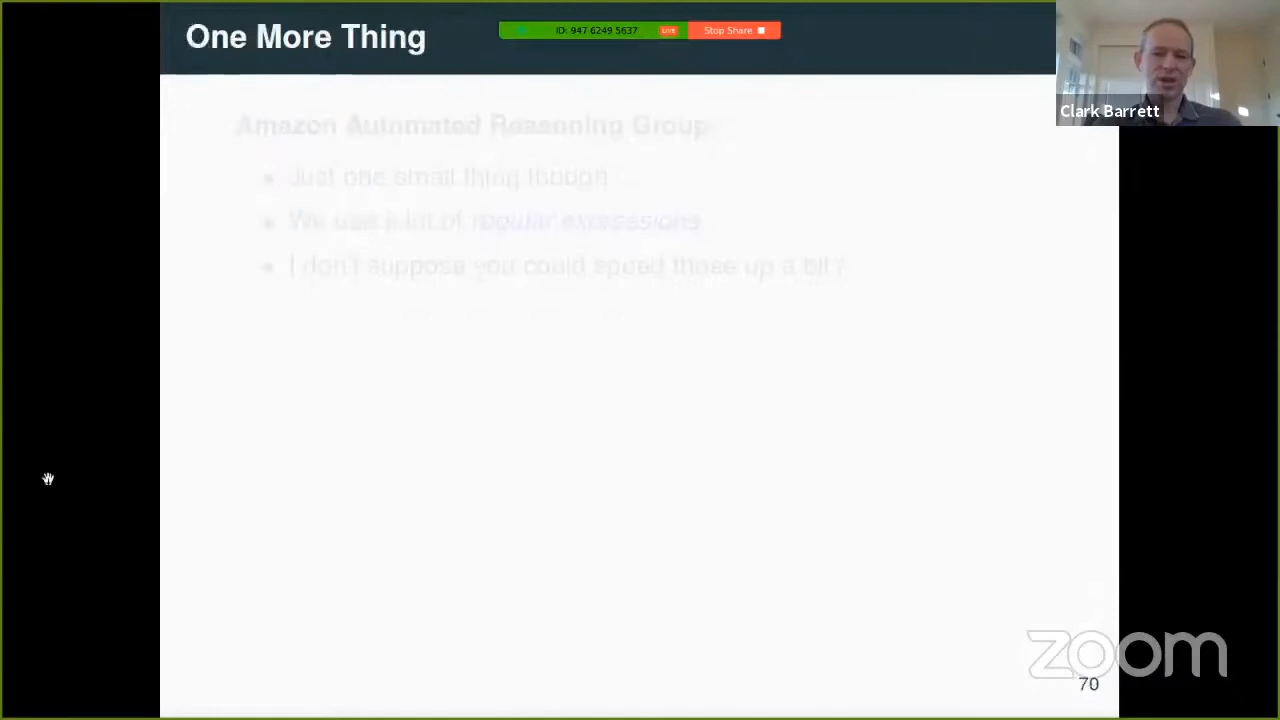 One More Thing
ID: 947 6249 5637
Live
Stop Share
Clark Barrett
Amazon Automated Reasoning Group
Just one small thing though ...
We use a lot of regular expressions
I don't suppose you could speed those up a bit?
zoom
70